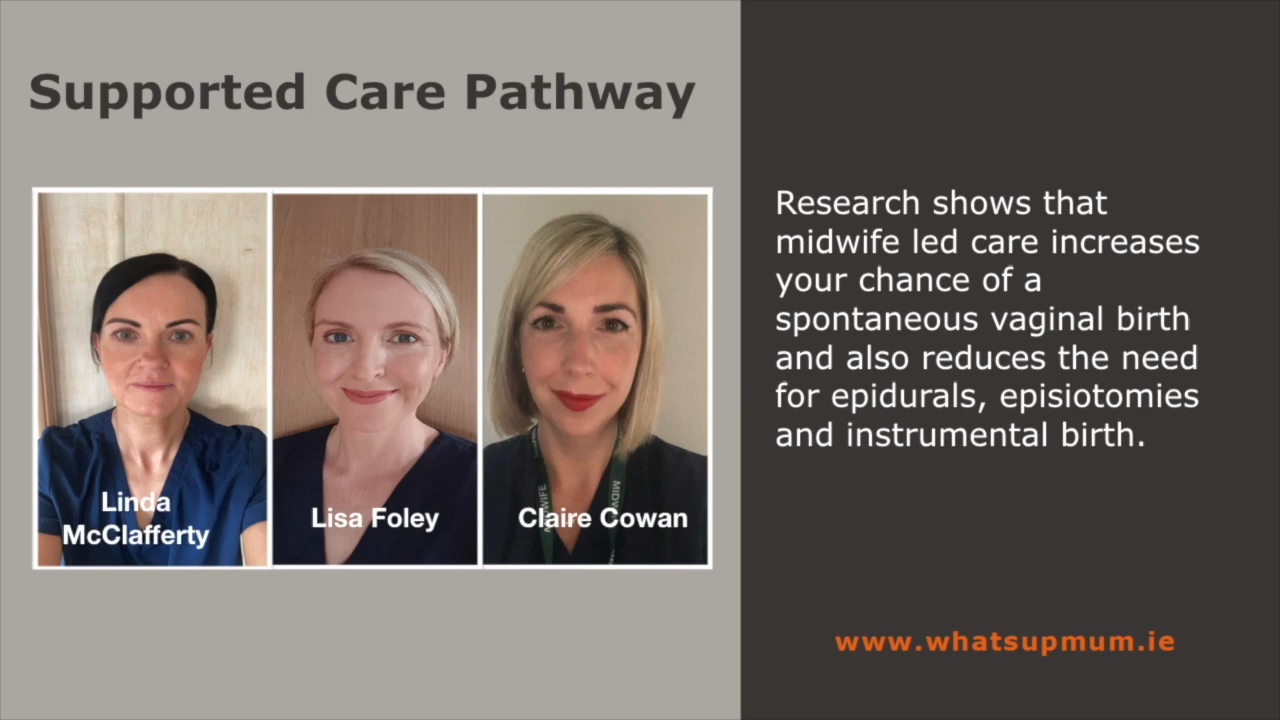 Supported Care Pathway
Linda
McClafferty
Lisa Foley
Claire Cowan
MIDWIFE
Research shows that
midwife led care increases
your chance of a
spontaneous vaginal birth
and also reduces the need
for epidurals, episiotomies
and instrumental birth.
www.whatsupmum.ie